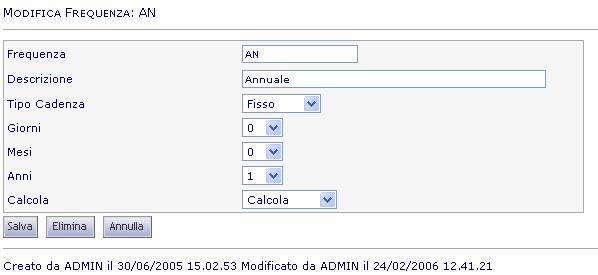 Modifica Frequenza: AN
Frequenza AN
Descrizione Annuale
Tipo Cadenza Fisso
Giorni 0
Mesi 0
Anni 1
Calcola Calcola
Salva Elimina Annulla
Creato da ADMIN il 30/06/2005 15.02.53 Modificato da ADMIN il 24/02/2006 12.41.21